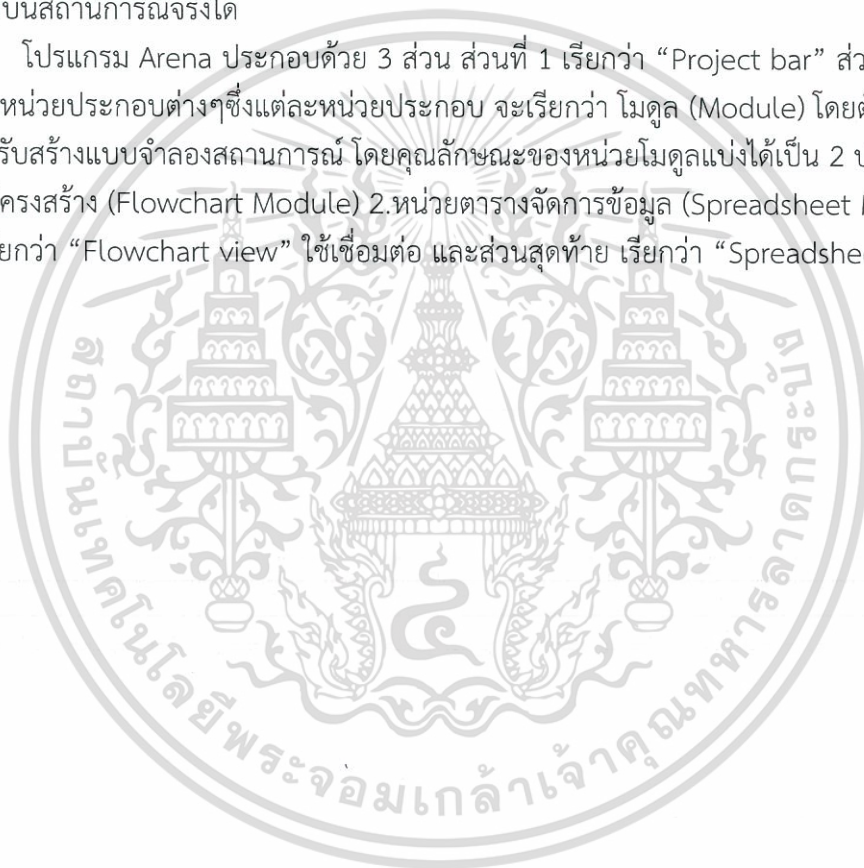 บนสถานการณ์จริงได้
โปรแกรม Arena ประกอบด้วย 3 ส่วน ส่วนที่ 1 เรียกว่า “Project bar” ส่ว
หน่วยประกอบต่างๆซึ่งแต่ละหน่วยประกอบ จะเรียกว่า โมดูล (Module) โดยต
รับสร้างแบบจำลองสถานการณ์ โดยคุณลักษณะของหน่วยโมดูลแบ่งได้เป็น 2 ป
ครงสร้าง (Flowchart Module) 2.หน่วยตารางจัดการข้อมูล (Spreadsheet M
ยกว่า “Flowchart view” ใช้เชื่อมต่อ และส่วนสุดท้าย เรียกว่า “Spreadshee
สถาบันเทคโนโลยีพระจอมเกล้าเจ้าคุณทหารลาดกระบัง